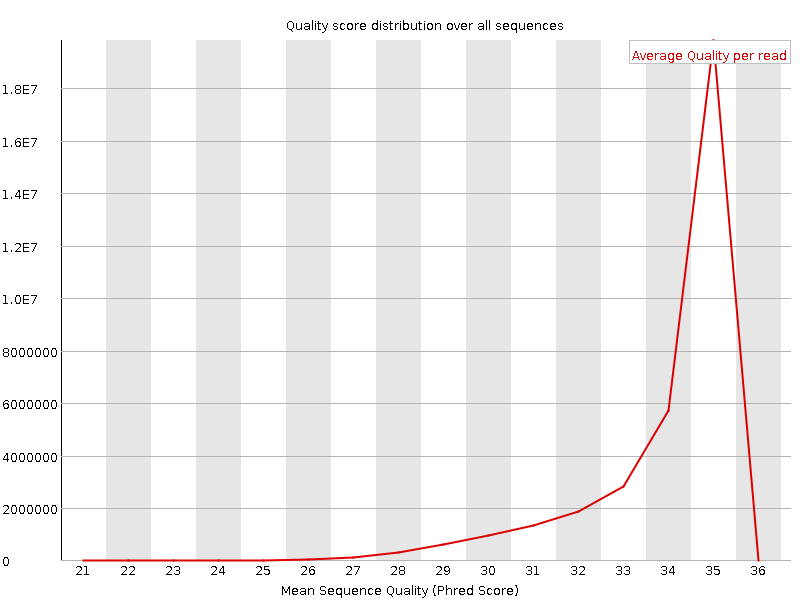 Quality score distribution over all sequences
Average Quality per read
1.8E7
1.6E7
1.4E7
1.2E7
1.0E7
8000000
6000000
4000000
2000000
0
21 22 23 24 25 26 27 28 29 30 31 32 33 34 35 36
Mean Sequence Quality (Phred Score)